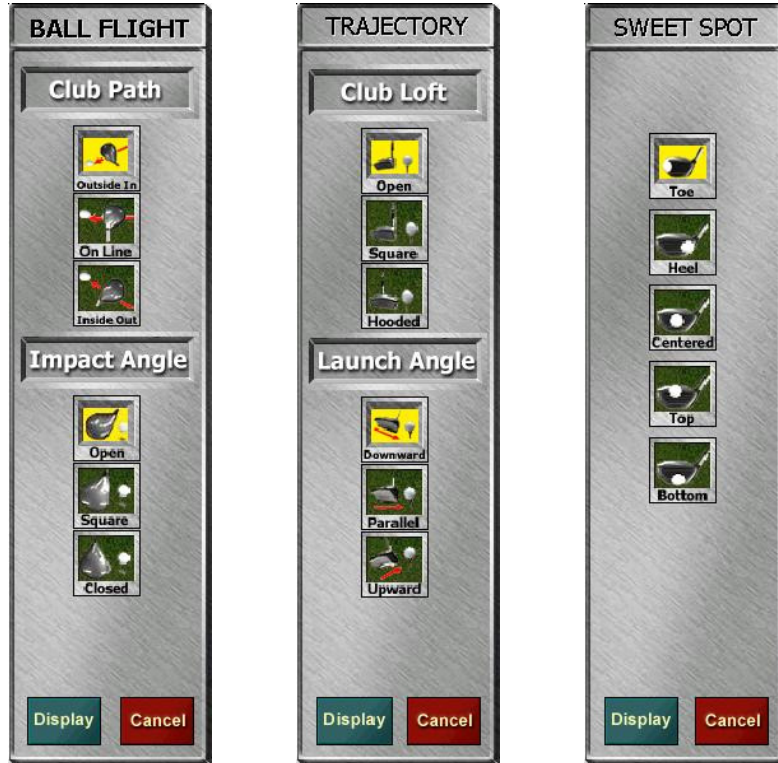 BALL FLIGHT
Club Path
Outside In
On Line
Inside Out
Impact Angle
Open
Square
Closed
Display
Cancel
TRAJECTORY
Club Loft
Open
Square
Hooded
Launch Angle
Downward
Parallel
Upward
Display
Cancel
SWEET SPOT
Toe
Heel
Centered
Top
Bottom
Display
Cancel